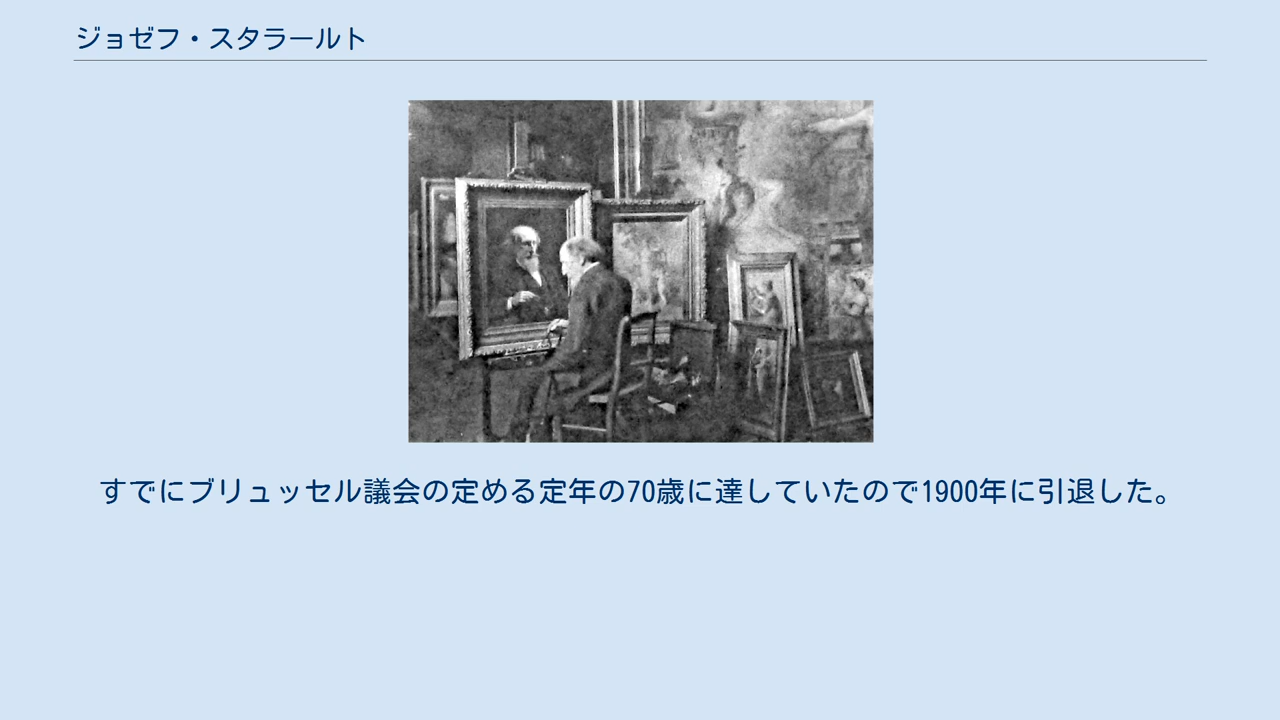 ジョゼフ・スタラールト
すでにブリュッセル議会の定める定年の70歳に達していたので1900年に引退した。